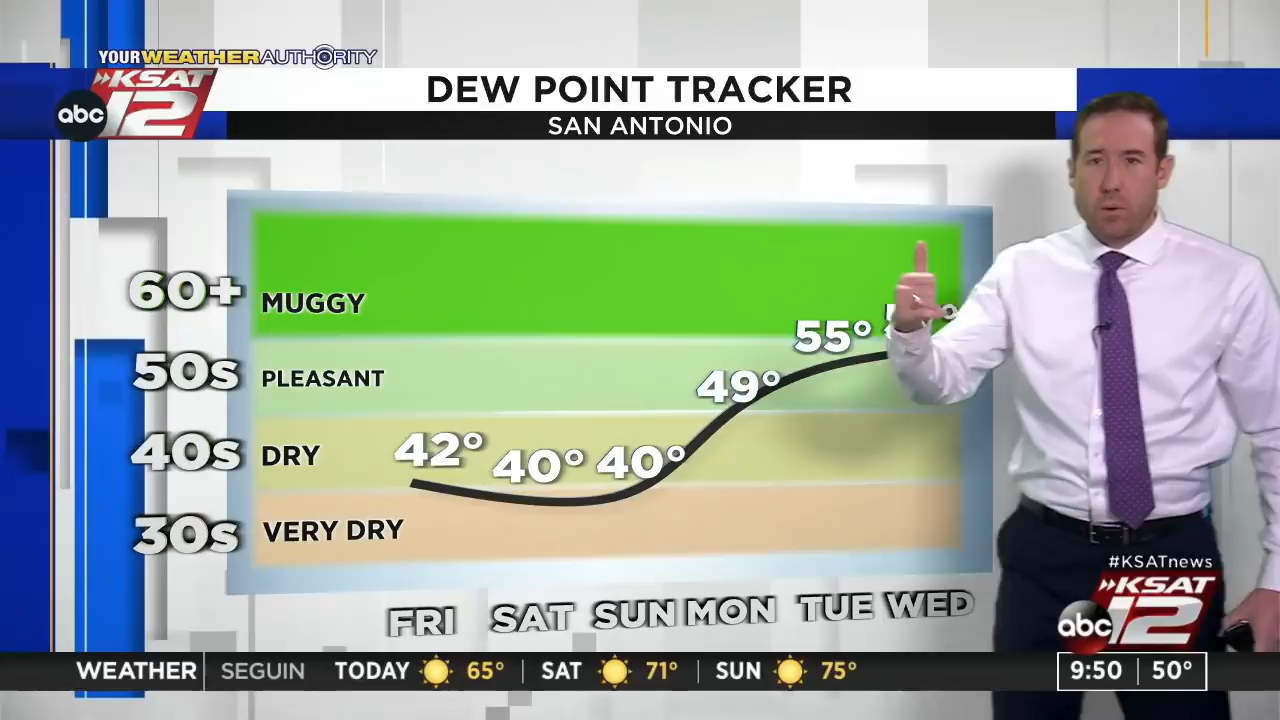 YOUR WEATHER AUTHORITY
KSAT
abc 12
DEW POINT TRACKER
SAN ANTONIO
60+ MUGGY
50s PLEASANT
40s DRY
30s VERY DRY
42° 40° 40° 49° 55°
FRI SAT SUN MON TUE WED
#KSATnews
KSAT
abc 12
WEATHER SEGUIN TODAY 65° SAT 71° SUN 75°
9:50 50°